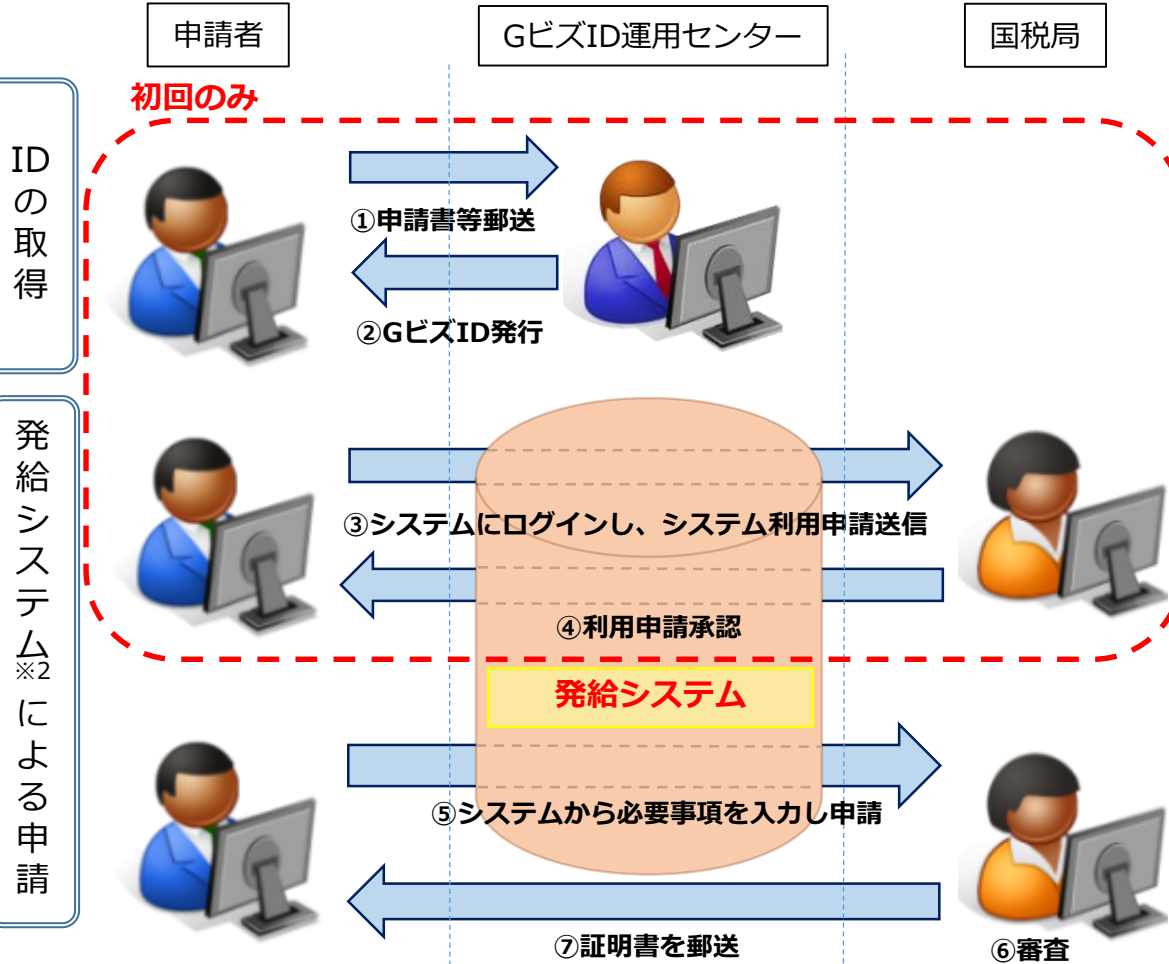 申請者
GビズID運用センター
国税局
初回のみ
IDの取得
①申請書等郵送
②GビズID発行
発給システム※2による申請
③システムにログインし、システム利用申請送信
④利用申請承認
発給システム
⑤システムから必要事項を入力し申請
⑦証明書を郵送
⑥審査